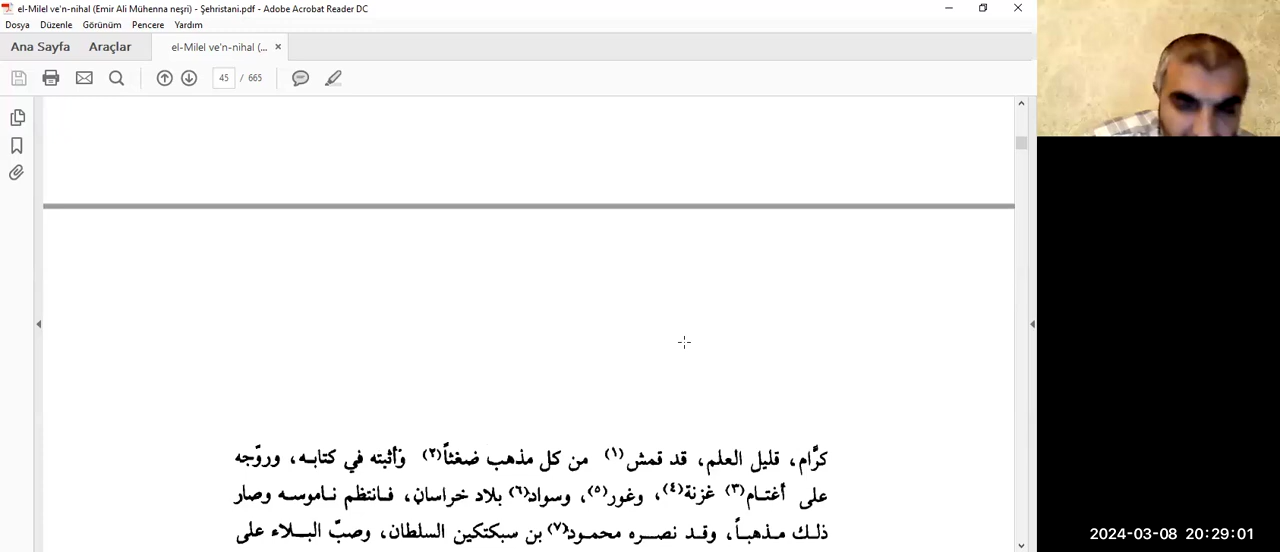 el-Milel ve'n-nihal (Emir Ali Mühenna neşri) - Şehristani.pdf - Adobe Acrobat Reader DC
Dosya Düzenle Görünüm Pencere Yardım
Ana Sayfa Araçlar el-Milel ve'n-nihal (... ×
45 / 665
كرَّام، قليل العلم، قد قمش(١) من كل مذهب ضغثاً(٢) وأثبته في كتابه، وروّجه
على أغتام(٣) غزنة(٤)، وغور(٥)، وسواد(٦) بلاد خراسان، فانتظم ناموسه وصار
ذلك مذهباً، وقد نصره محمود(٧) بن سبكتكين السلطان، وصبّ البلاء على
2024-03-08 20:29:01